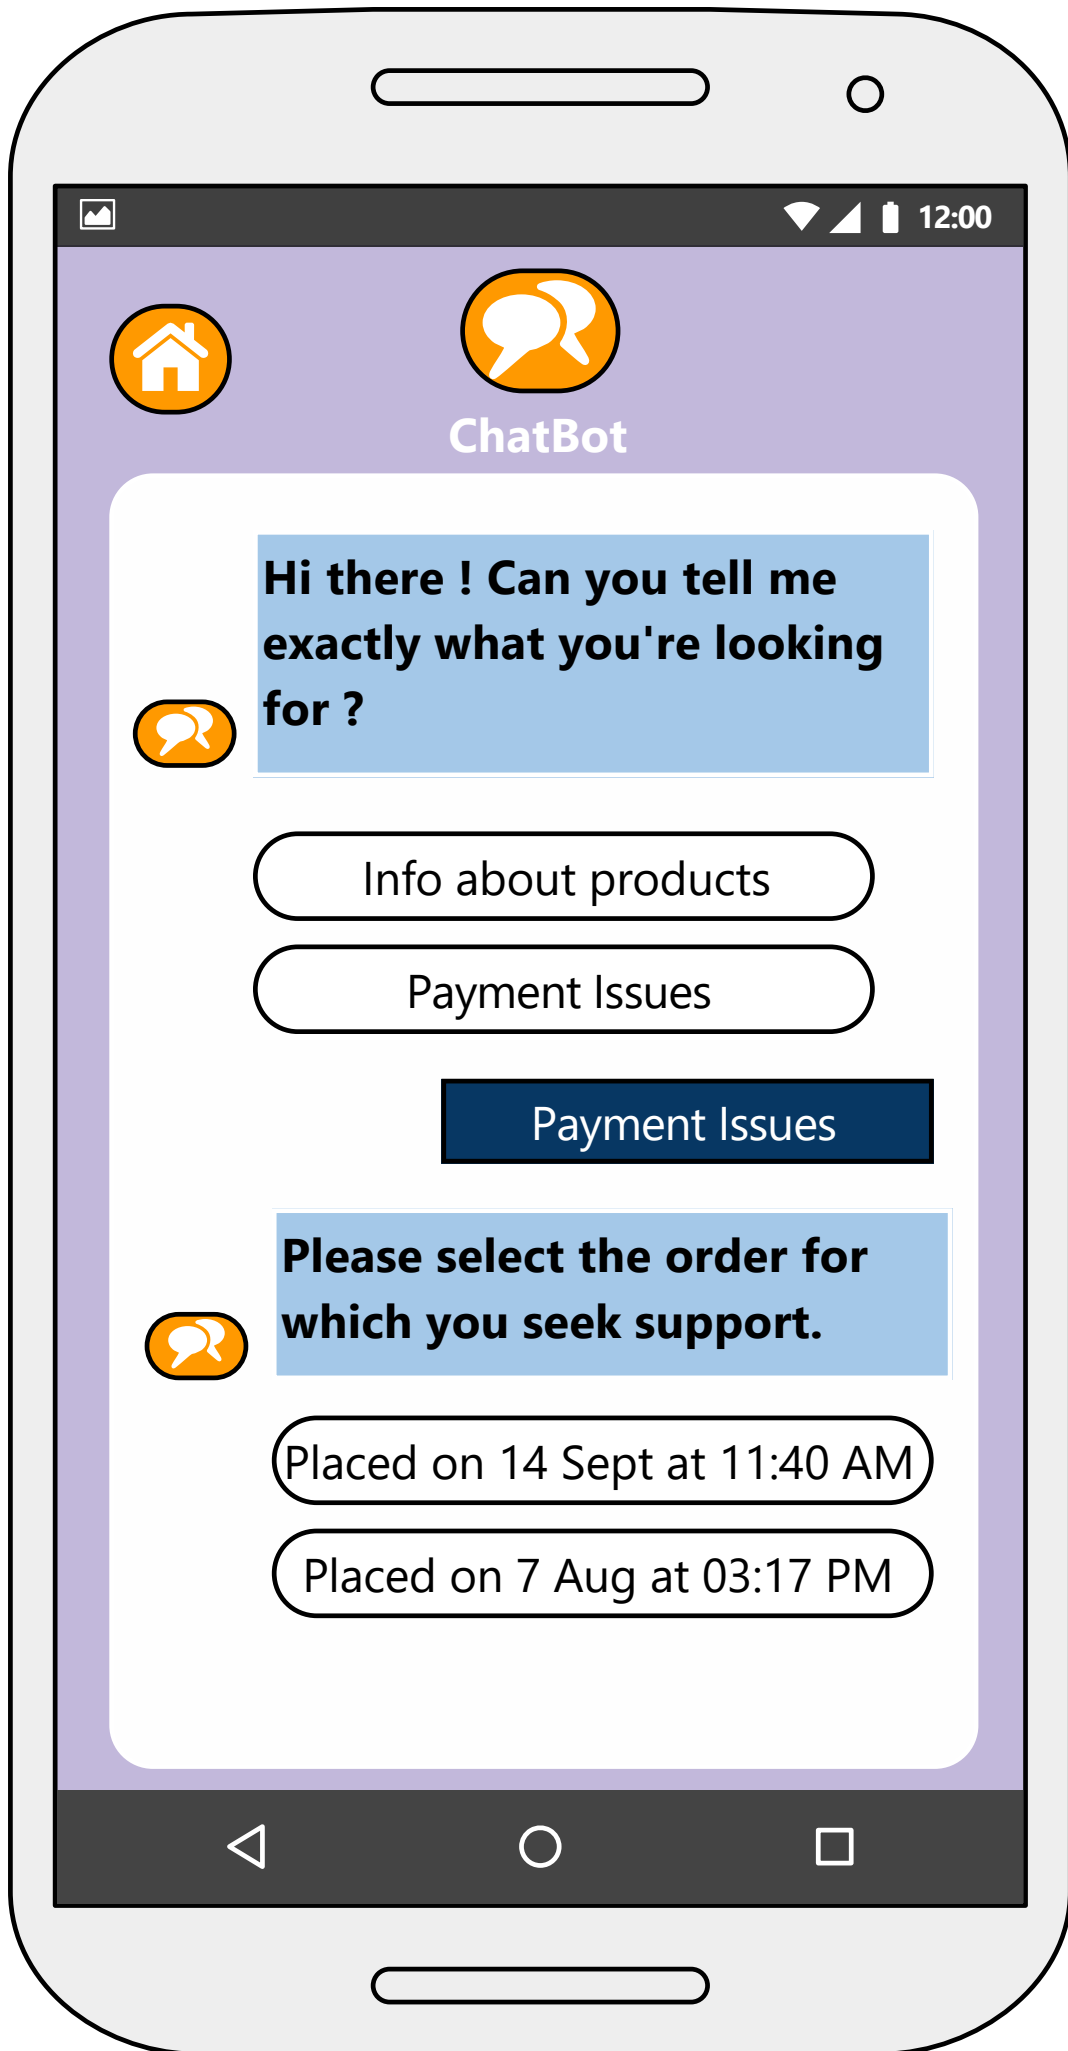 12:00
ChatBot
Hi there ! Can you tell me
exactly what you're looking
for ?
Info about products
Payment Issues
Payment Issues
Please select the order for
which you seek support.
Placed on 14 Sept at 11:40 AM
Placed on 7 Aug at 03:17 PM